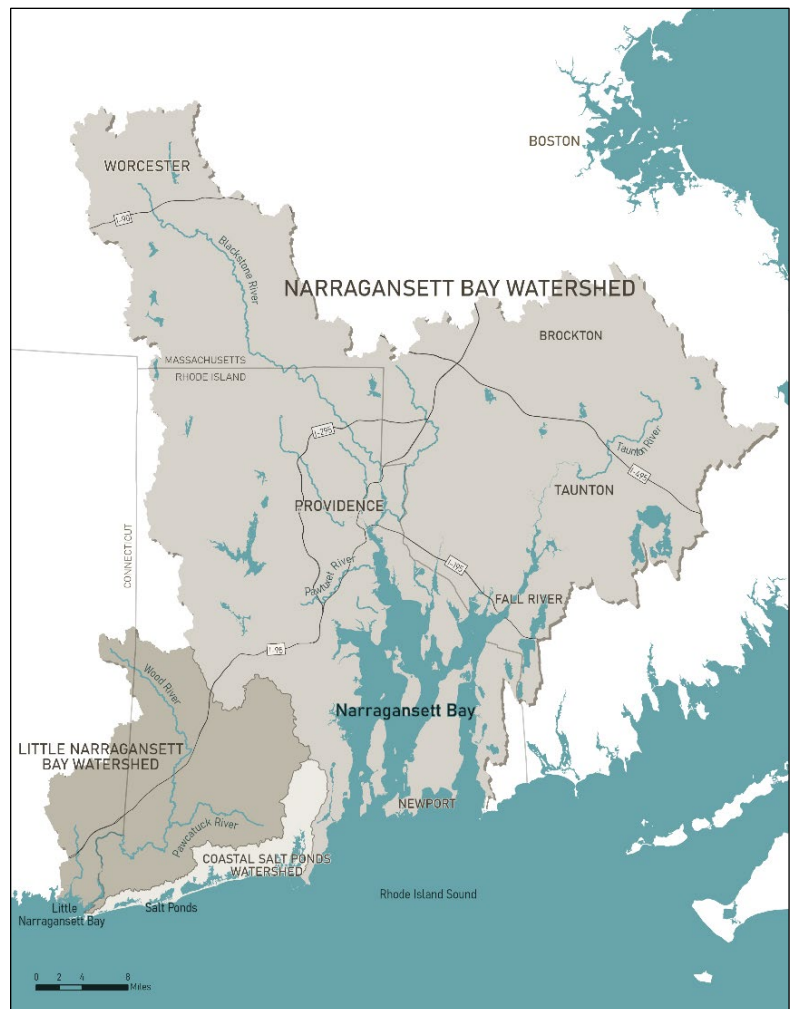 BOSTON
WORCESTER
I-90
Blackstone River
NARRAGANSETT BAY WATERSHED
BROCKTON
MASSACHUSETTS
RHODE ISLAND
I-295
Taunton River
I-495
TAUNTON
PROVIDENCE
CONNECTICUT
I-195
Pawtuxet River
FALL RIVER
I-95
Wood River
Narragansett Bay
LITTLE NARRAGANSETT
BAY WATERSHED
NEWPORT
Pawcatuck River
COASTAL SALT PONDS
WATERSHED
Rhode Island Sound
Little
Narragansett Bay
Salt Ponds
0 2 4 8
Miles